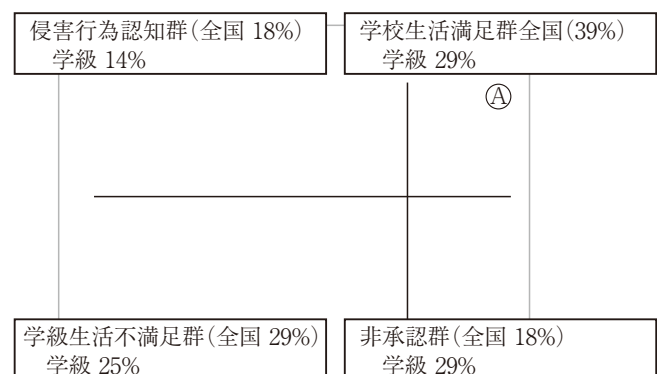 侵害行為認知群(全国 18%)
学級 14%
学校生活満足群全国(39%)
学級 29%
Ⓐ
学級生活不満足群(全国 29%)
学級 25%
非承認群(全国 18%)
学級 29%